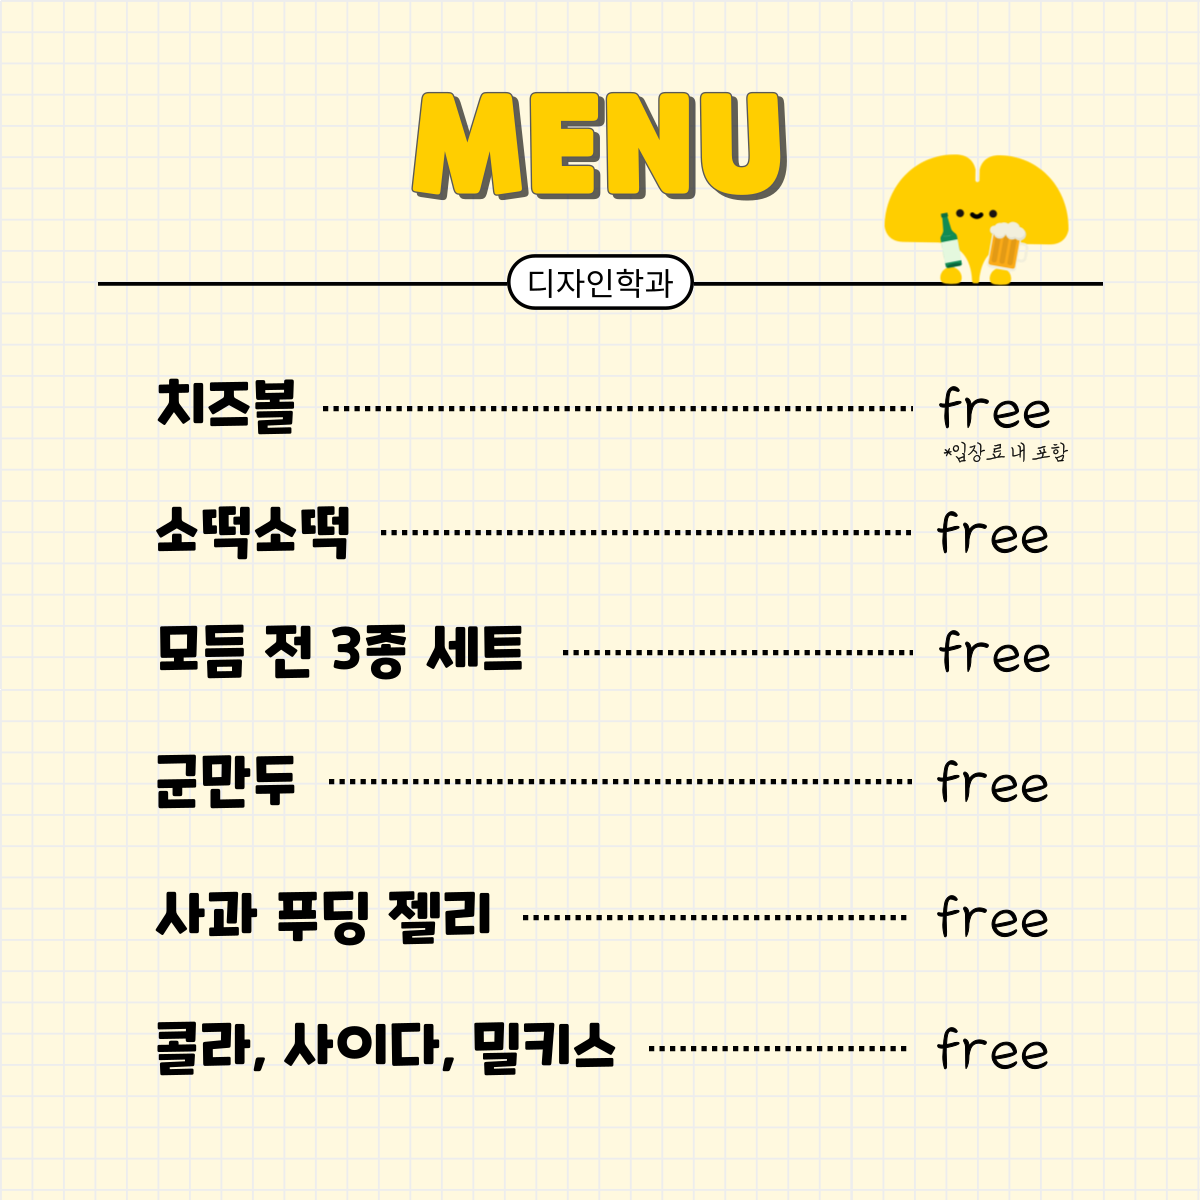 MENU
디자인학과
치즈볼 free
*입장료 내 포함
소떡소떡 free
모듬 전 3종 세트 free
군만두 free
사과 푸딩 젤리 free
콜라, 사이다, 밀키스 free